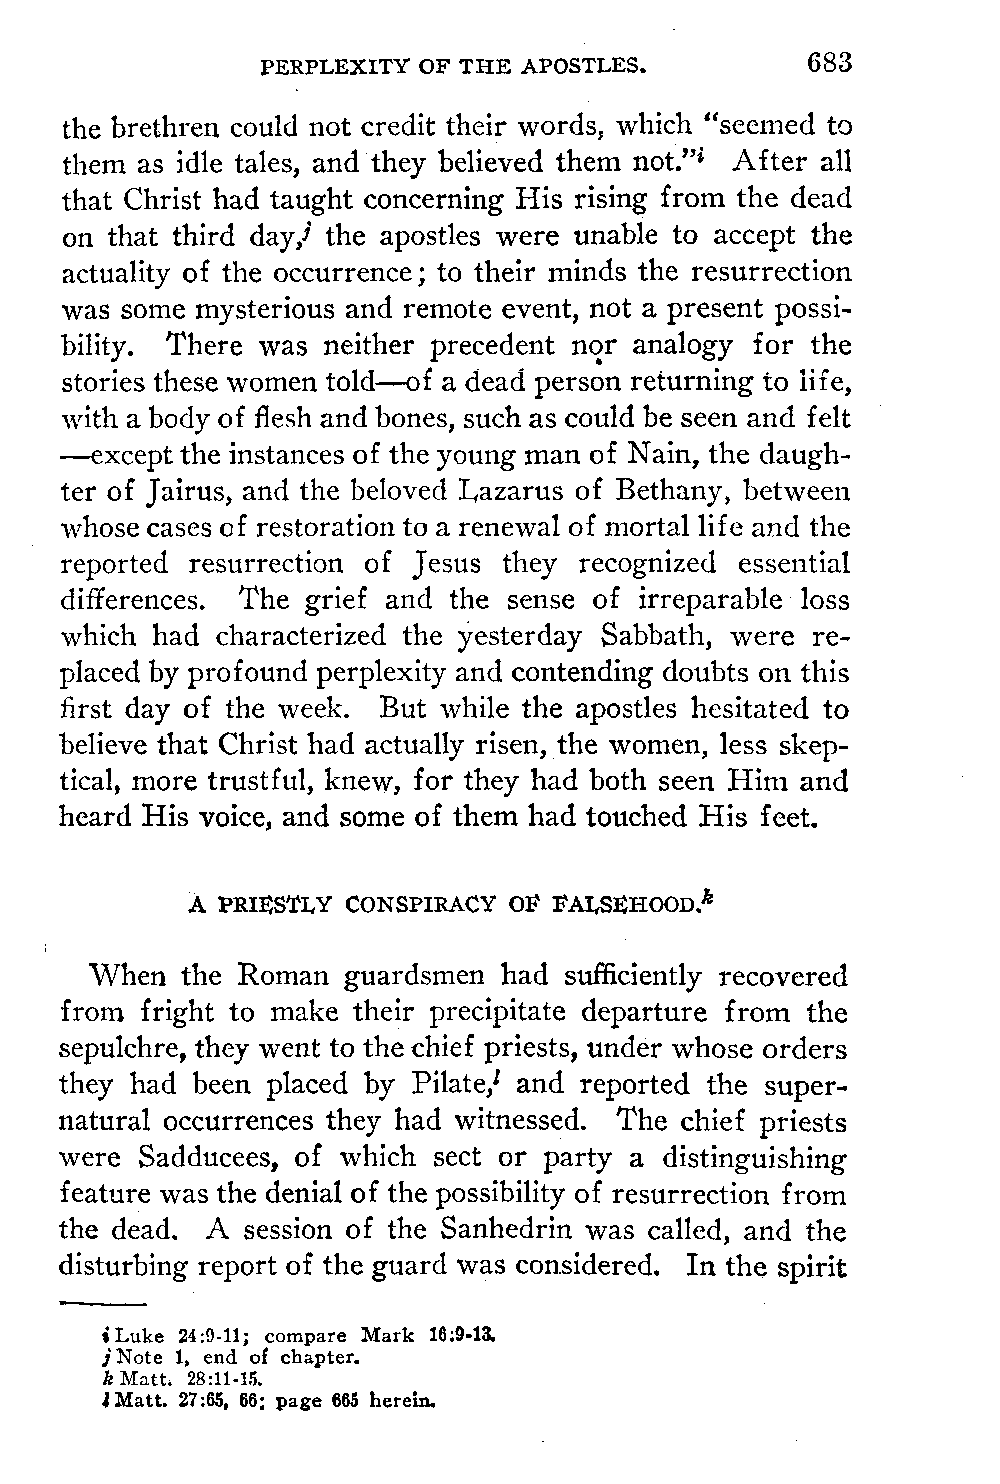 PERPLEXITY OF THE APOSTLES. 683
the brethren could not credit their words, which "seemed to
them as idle tales, and they believed them not."i After all
that Christ had taught concerning His rising from the dead
on that third day,j the apostles were unable to accept the
actuality of the occurrence; to their minds the resurrection
was some mysterious and remote event, not a present possi-
bility. There was neither precedent nor analogy for the
stories these women told—of a dead person returning to life,
with a body of flesh and bones, such as could be seen and felt
—except the instances of the young man of Nain, the daugh-
ter of Jairus, and the beloved Lazarus of Bethany, between
whose cases of restoration to a renewal of mortal life and the
reported resurrection of Jesus they recognized essential
differences. The grief and the sense of irreparable loss
which had characterized the yesterday Sabbath, were re-
placed by profound perplexity and contending doubts on this
first day of the week. But while the apostles hesitated to
believe that Christ had actually risen, the women, less skep-
tical, more trustful, knew, for they had both seen Him and
heard His voice, and some of them had touched His feet.
A PRIESTLY CONSPIRACY OF FALSEHOOD.k
When the Roman guardsmen had sufficiently recovered
from fright to make their precipitate departure from the
sepulchre, they went to the chief priests, under whose orders
they had been placed by Pilate,l and reported the super-
natural occurrences they had witnessed. The chief priests
were Sadducees, of which sect or party a distinguishing
feature was the denial of the possibility of resurrection from
the dead. A session of the Sanhedrin was called, and the
disturbing report of the guard was considered. In the spirit
i Luke 24:9-11; compare Mark 16:9-13.
j Note 1, end of chapter.
k Matt. 28:11-15.
l Matt. 27:65, 66; page 665 herein.